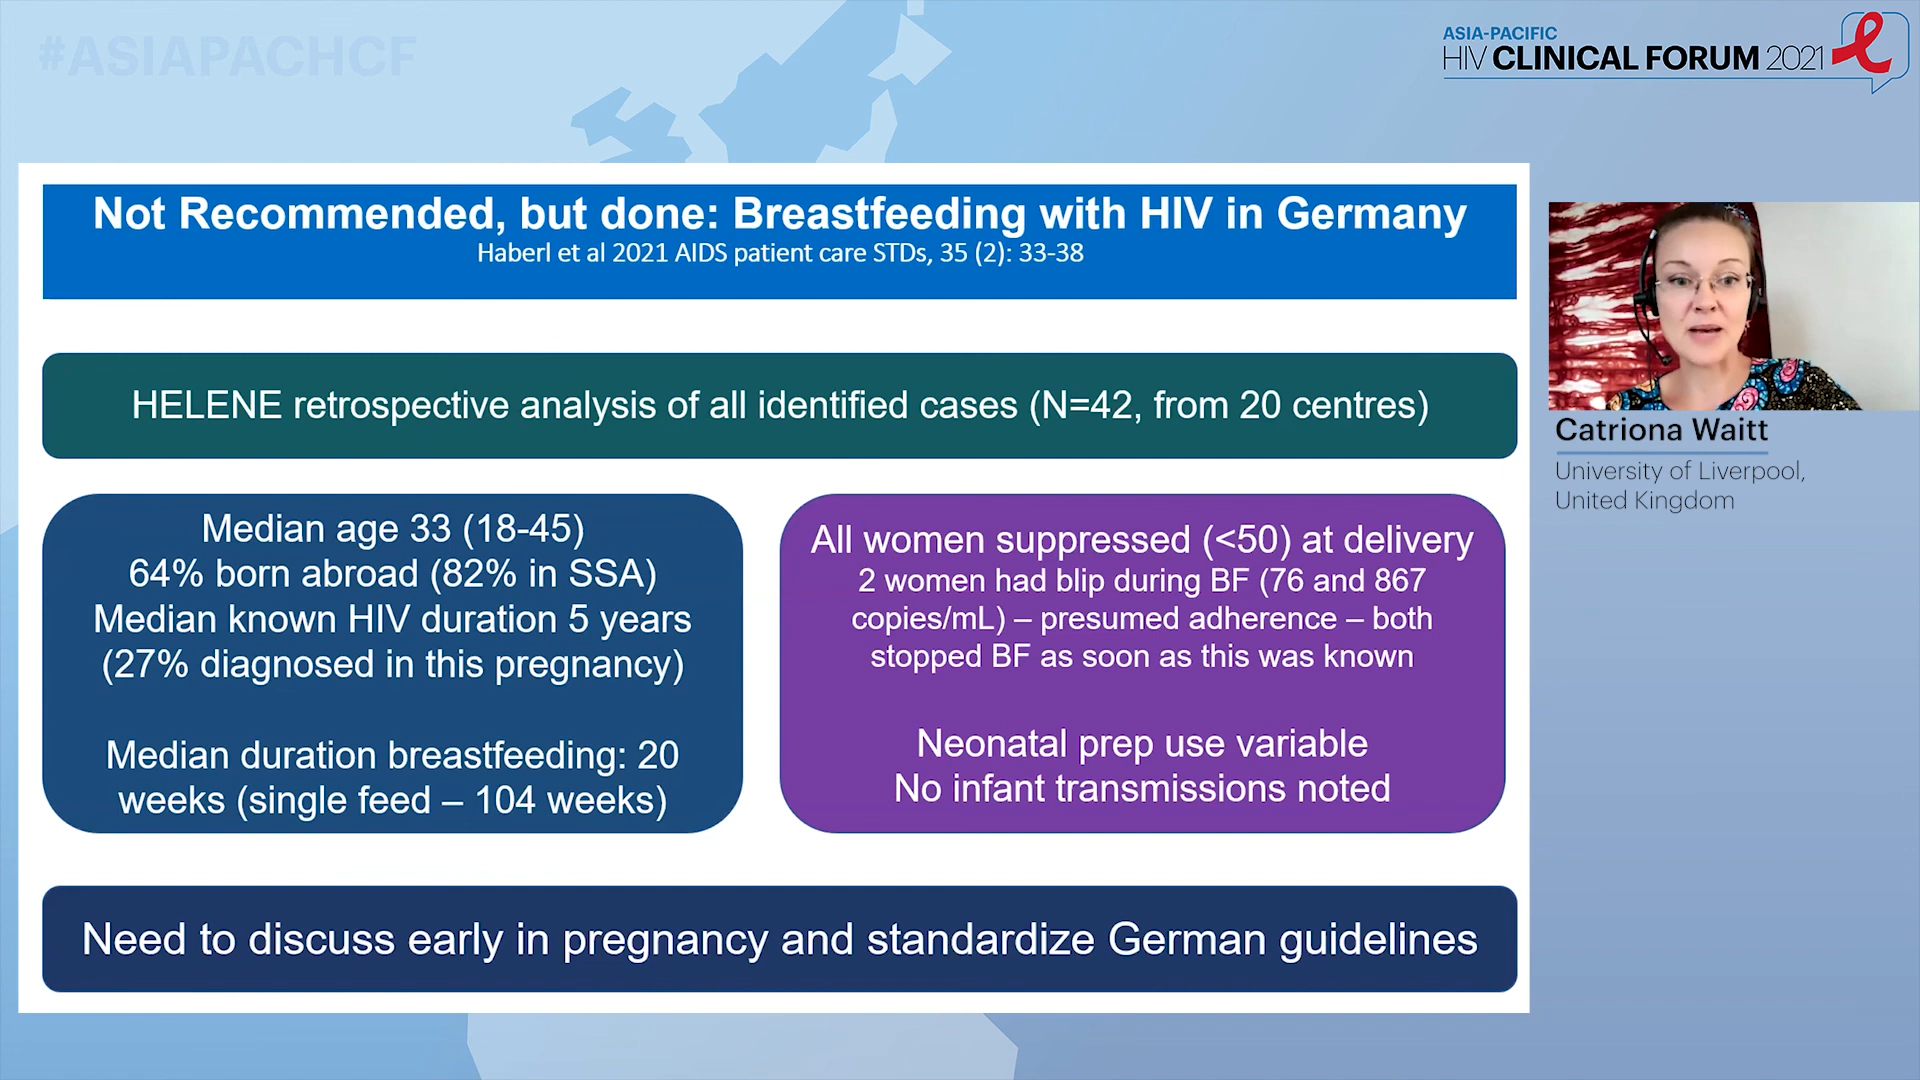 #ASIAPACHCF
ASIA-PACIFIC
HIV CLINICAL FORUM 2021
Not Recommended, but done: Breastfeeding with HIV in Germany
Haberl et al 2021 AIDS patient care STDs, 35 (2): 33-38
HELENE retrospective analysis of all identified cases (N=42, from 20 centres)
Median age 33 (18-45)
64% born abroad (82% in SSA)
Median known HIV duration 5 years
(27% diagnosed in this pregnancy)
Median duration breastfeeding: 20
weeks (single feed – 104 weeks)
All women suppressed (<50) at delivery
2 women had blip during BF (76 and 867
copies/mL) – presumed adherence – both
stopped BF as soon as this was known
Neonatal prep use variable
No infant transmissions noted
Need to discuss early in pregnancy and standardize German guidelines
Catriona Waitt
University of Liverpool,
United Kingdom